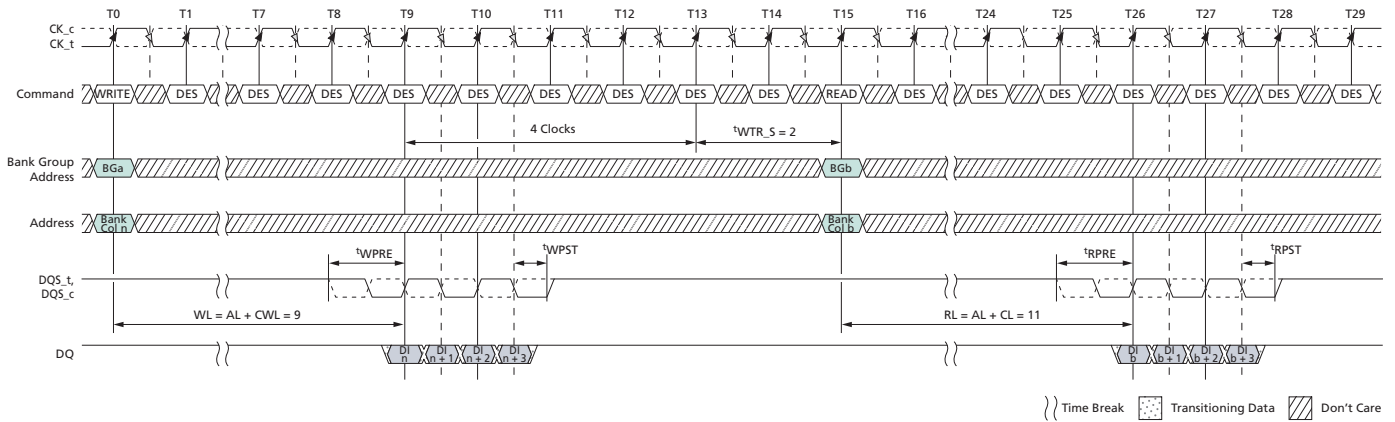 T0 T1 T7 T8 T9 T10 T11 T12 T13 T14 T15 T16 T24 T25 T26 T27 T28 T29
CK_c
CK_t
Command WRITE DES DES DES DES DES DES DES DES DES READ DES DES DES DES DES DES DES
4 Clocks tWTR_S = 2
Bank Group
Address BGa BGb
Address Bank
Col n Bank
Col b
tWPRE tWPST tRPRE tRPST
DQS_t,
DQS_c
WL = AL + CWL = 9 RL = AL + CL = 11
DQ DI
n DI
n + 1 DI
n + 2 DI
n + 3 DI
b DI
b + 1 DI
b + 2 DI
b + 3
Time Break Transitioning Data Don't Care